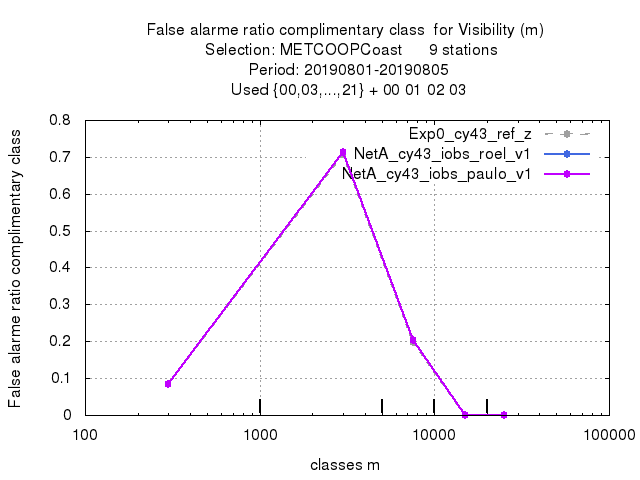 False alarme ratio complimentary class  for Visibility (m)
Selection: METCOOPCoast      9 stations
Period: 20190801-20190805
Used {00,03,...,21} + 00 01 02 03
Exp0_cy43_ref_z
NetA_cy43_iobs_roel_v1
NetA_cy43_iobs_paulo_v1
False alarme ratio complimentary class
0.8
0.7
0.6
0.5
0.4
0.3
0.2
0.1
0
100 1000 10000 100000
classes m